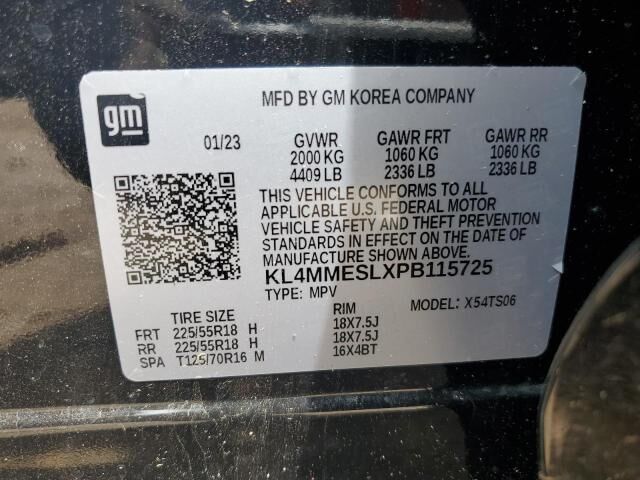 gm
MFD BY GM KOREA COMPANY
01/23 GVWR GAWR FRT GAWR RR
2000 KG 1060 KG 1060 KG
4409 LB 2336 LB 2336 LB
THIS VEHICLE CONFORMS TO ALL
APPLICABLE U.S. FEDERAL MOTOR
VEHICLE SAFETY AND THEFT PREVENTION
STANDARDS IN EFFECT ON THE DATE OF
MANUFACTURE SHOWN ABOVE.
KL4MMESLXPB115725
TYPE: MPV MODEL: X54TS06
TIRE SIZE RIM
FRT 225/55R18 H 18X7.5J
RR 225/55R18 H 18X7.5J
SPA T125/70R16 M 16X4BT